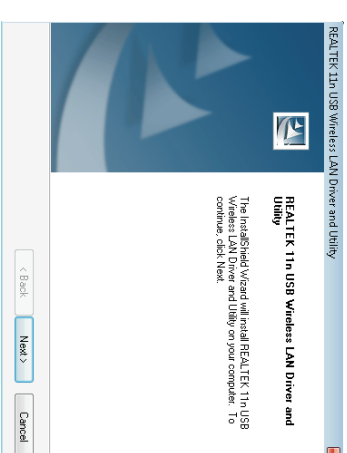 REALTEK 11n USB Wireless LAN Driver and Utility
REALTEK 11n USB Wireless LAN Driver and
Utility
The InstallShield Wizard will install REALTEK 11n USB
Wireless LAN Driver and Utility on your computer. To
continue, click Next.
< Back
Next >
Cancel